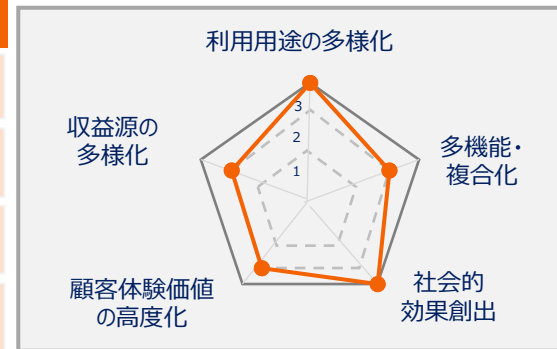 利用用途の多様化
収益源の
多様化
3
2
1
多機能・
複合化
顧客体験価値
の高度化
社会的
効果創出